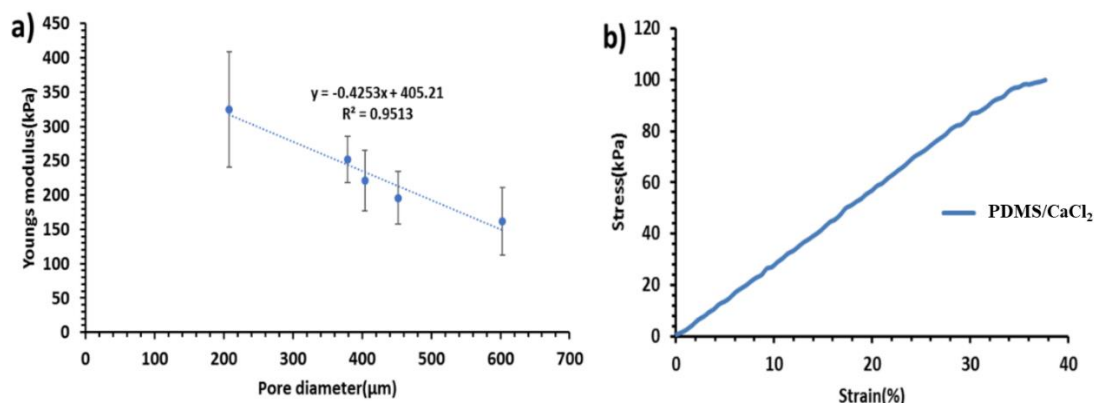 a)
450
400
350
300
250
200
150
100
50
0
Youngs modulus(kPa)
y = -0.4253x + 405.21
R² = 0.9513
0 100 200 300 400 500 600 700
Pore diameter(µm)
b)
120
100
80
60
40
20
0
Stress(kPa)
PDMS/CaCl₂
0 10 20 30 40
Strain(%)